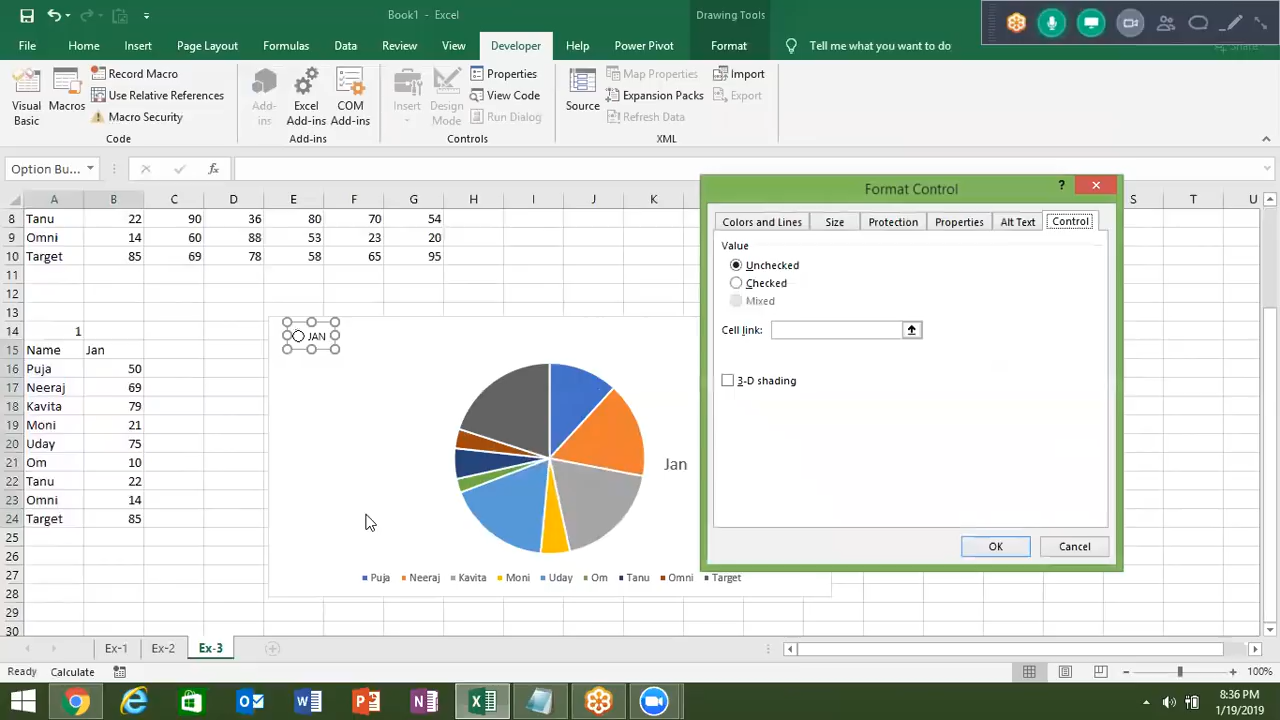 Book1 - Excel
Drawing Tools
File Home Insert Page Layout Formulas Data Review View Developer Help Power Pivot Format Tell me what you want to do
Share
Visual Basic
Macros
Record Macro
Use Relative References
Macro Security
Code
Add-ins
Excel Add-ins
COM Add-ins
Add-ins
Insert
Design Mode
Properties
View Code
Run Dialog
Controls
Source
Map Properties
Expansion Packs
Refresh Data
Import
Export
XML
Option Bu...
fx
A B C D E F G H I J K S T U
8 Tanu 22 90 36 80 70 54
9 Omni 14 60 88 53 23 20
10 Target 85 69 78 58 65 95
11
12
13
14 1
15 Name Jan
16 Puja 50
17 Neeraj 69
18 Kavita 79
19 Moni 21
20 Uday 75
21 Om 10
22 Tanu 22
23 Omni 14
24 Target 85
25
26
27
28
29
30
JAN
Jan
Puja Neeraj Kavita Moni Uday Om Tanu Omni Target
Format Control
?
Colors and Lines Size Protection Properties Alt Text Control
Value
Unchecked
Checked
Mixed
Cell link:
3-D shading
OK Cancel
Ex-1 Ex-2 Ex-3
Ready Calculate
100%
8:36 PM
1/19/2019